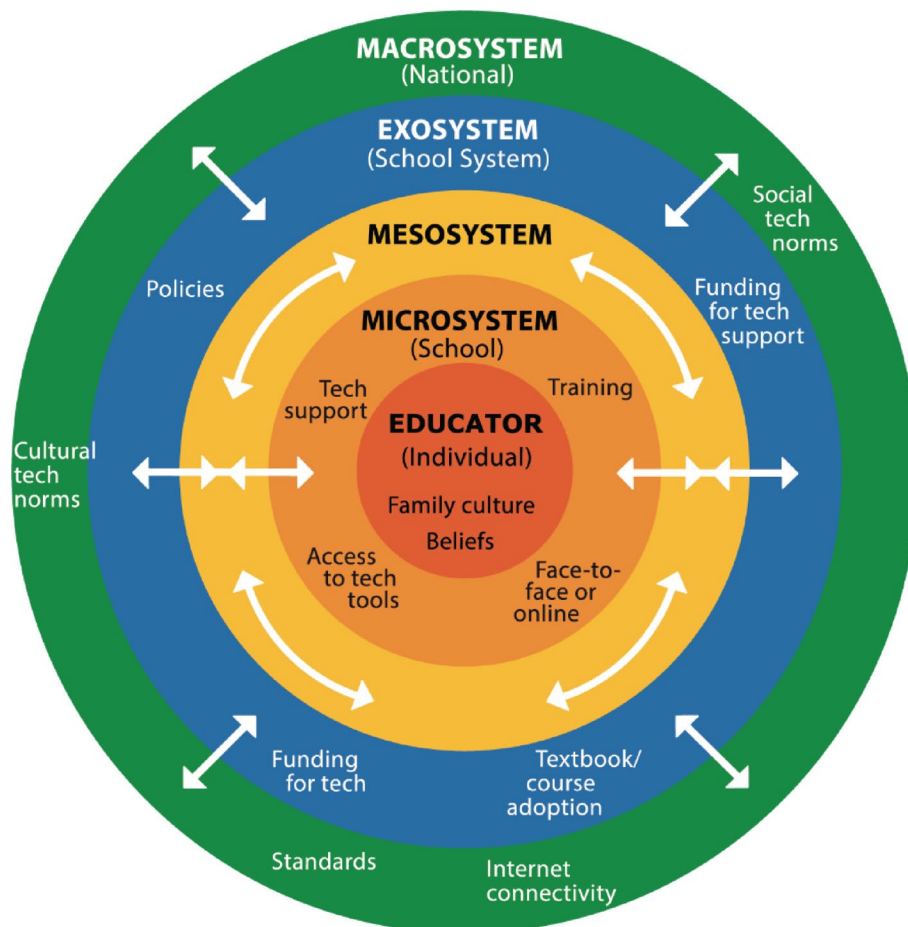 MACROSYSTEM
(National)
EXOSYSTEM
(School System)
Social
tech
norms
MESOSYSTEM
Policies
Funding
for tech
support
MICROSYSTEM
(School)
Tech
support
Training
EDUCATOR
(Individual)
Cultural
tech
norms
Family culture
Beliefs
Access
to tech
tools
Face-to-
face or
online
Funding
for tech
Textbook/
course
adoption
Standards
Internet
connectivity